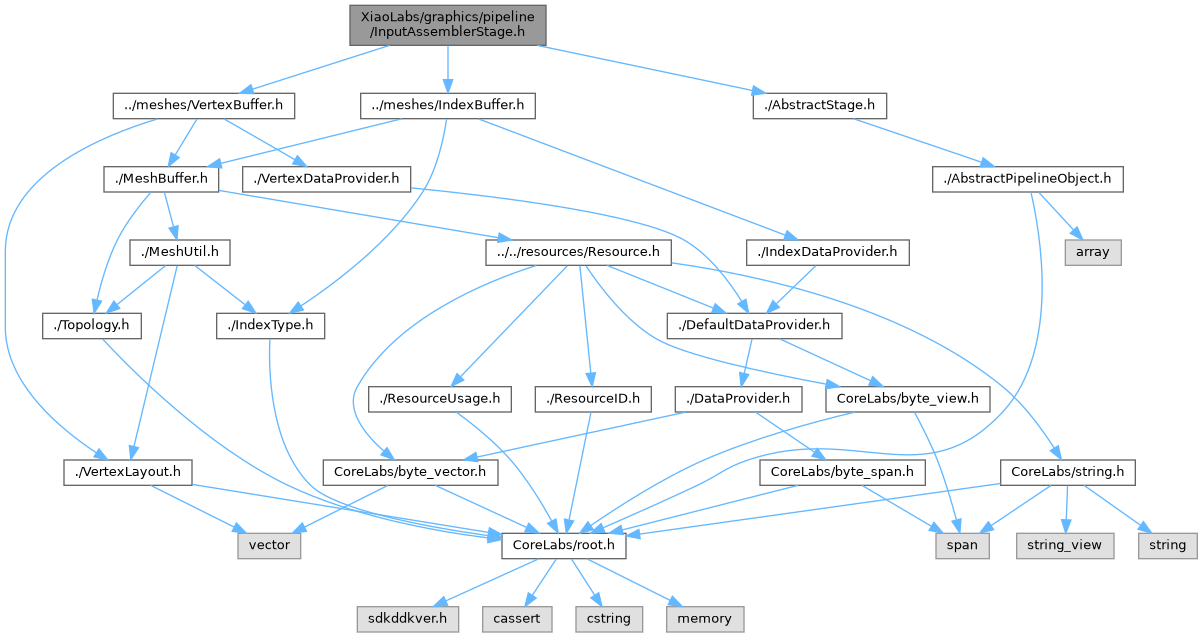 XiaoLabs/graphics/pipeline
/InputAssemblerStage.h
../meshes/VertexBuffer.h
../meshes/IndexBuffer.h
./AbstractStage.h
./MeshBuffer.h
./VertexDataProvider.h
./AbstractPipelineObject.h
./MeshUtil.h
../../resources/Resource.h
./IndexDataProvider.h
array
./Topology.h
./IndexType.h
./DefaultDataProvider.h
./ResourceUsage.h
./ResourceID.h
./DataProvider.h
CoreLabs/byte_view.h
./VertexLayout.h
CoreLabs/byte_vector.h
CoreLabs/byte_span.h
CoreLabs/string.h
vector
CoreLabs/root.h
span
string_view
string
sdkddkver.h
cassert
cstring
memory